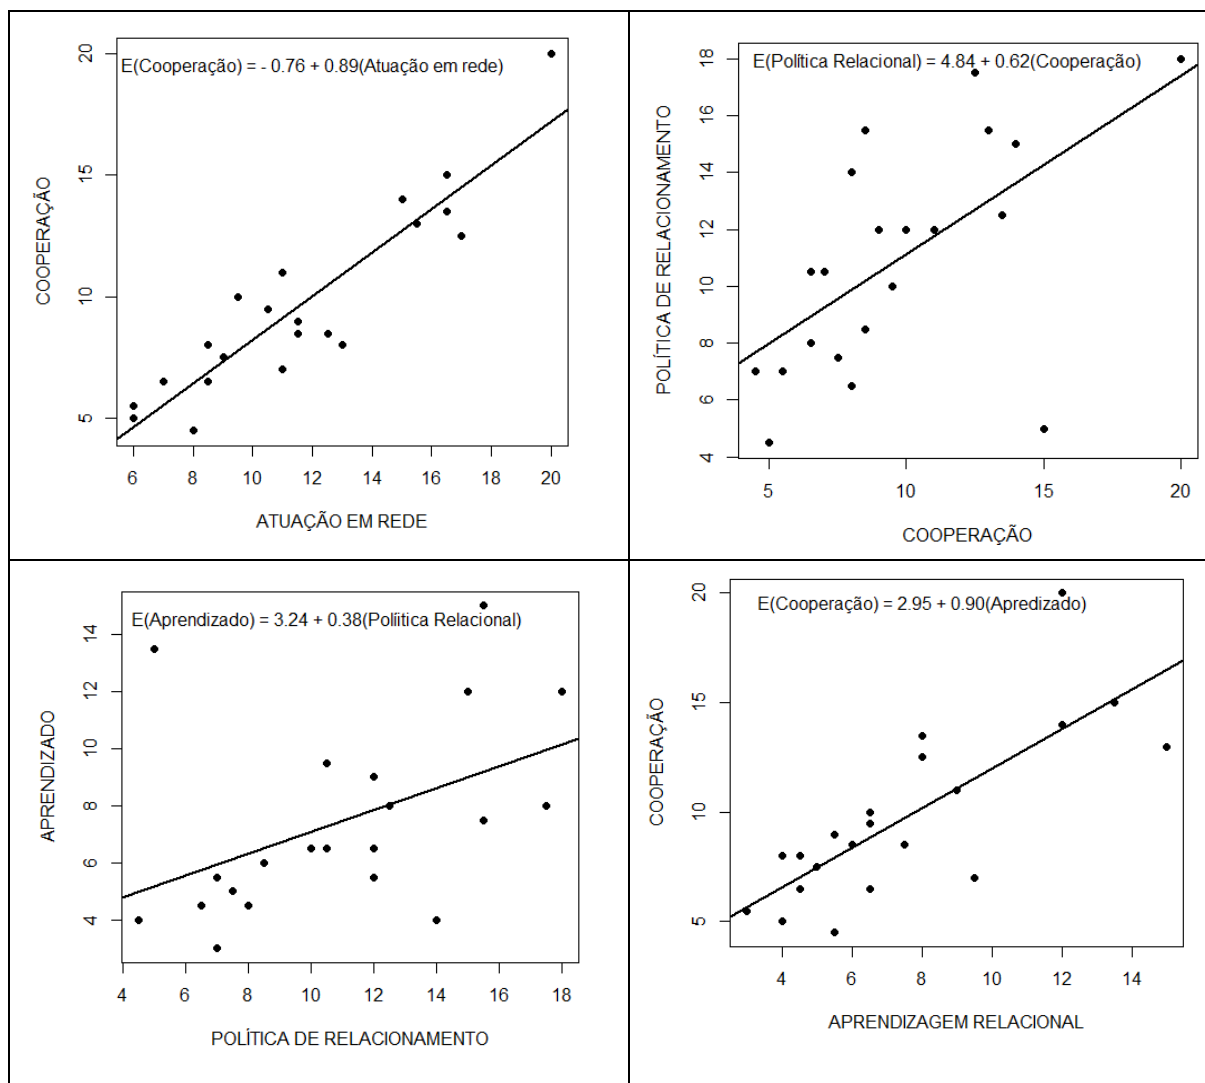 E(Cooperação) = - 0.76 + 0.89(Atuação em rede)
COOPERAÇÃO
20
15
10
5
6 8 10 12 14 16 18 20
ATUAÇÃO EM REDE
E(Política Relacional) = 4.84 + 0.62(Cooperação)
POLÍTICA DE RELACIONAMENTO
18
16
14
12
10
8
6
4
5 10 15 20
COOPERAÇÃO
E(Aprendizado) = 3.24 + 0.38(Poliítica Relacional)
APRENDIZADO
14
12
10
8
6
4
4 6 8 10 12 14 16 18
POLÍTICA DE RELACIONAMENTO
E(Cooperação) = 2.95 + 0.90(Apredizado)
COOPERAÇÃO
20
15
10
5
4 6 8 10 12 14
APRENDIZAGEM RELACIONAL